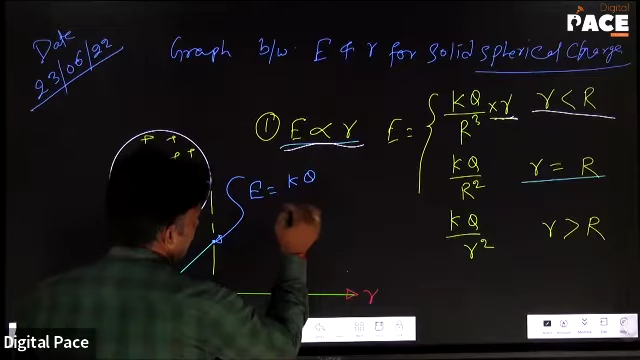 Digital
PACE
Date
23/06/22
Graph b/w. E & r for solid spherical charge
① E ∝ r
E = { KQ/R³ × r   r < R
KQ/R²   r = R
KQ/r²   r > R
E = KQ
r
Digital Pace